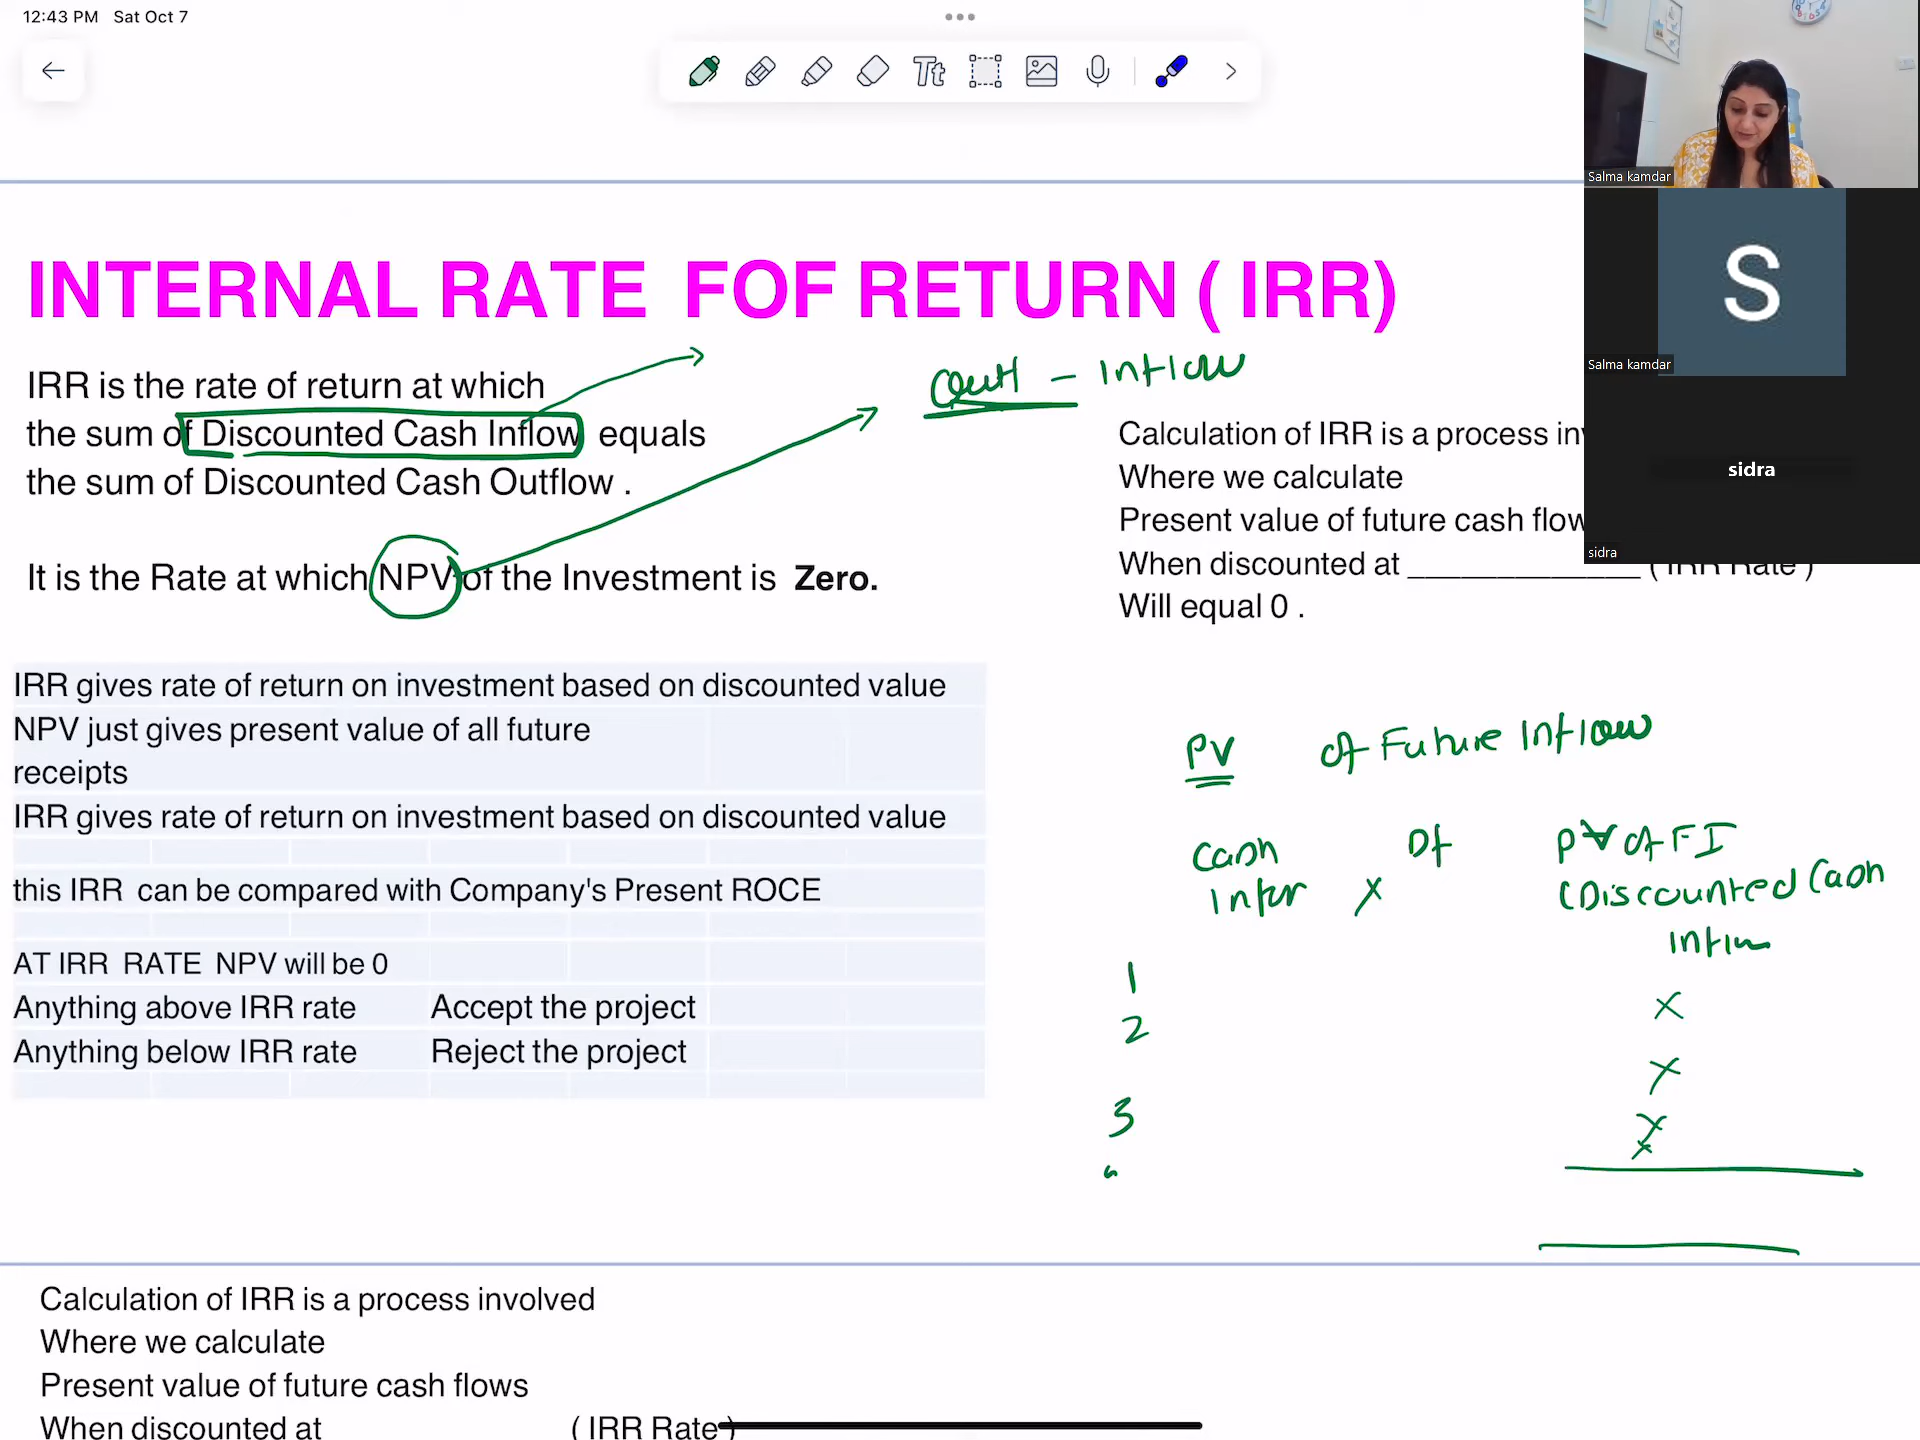 12:43 PM Sat Oct 7
Tt
Salma kamdar
S
Salma kamdar
sidra
sidra
INTERNAL RATE FOF RETURN ( IRR)
IRR is the rate of return at which
the sum of Discounted Cash Inflow equals
the sum of Discounted Cash Outflow .
It is the Rate at which NPV of the Investment is Zero.
- Inflow
Calculation of IRR is a process inv
Where we calculate
Present value of future cash flow
When discounted at _____________ ( IRR Rate )
Will equal 0 .
IRR gives rate of return on investment based on discounted value
NPV just gives present value of all future
receipts
IRR gives rate of return on investment based on discounted value
this IRR can be compared with Company's Present ROCE
AT IRR RATE NPV will be 0
Anything above IRR rate Accept the project
Anything below IRR rate Reject the project
PV of Future Inflow
Cash Df PV of FI
X (Discounted Cash
1
2
3
Calculation of IRR is a process involved
Where we calculate
Present value of future cash flows
When discounted at ( IRR Rate )